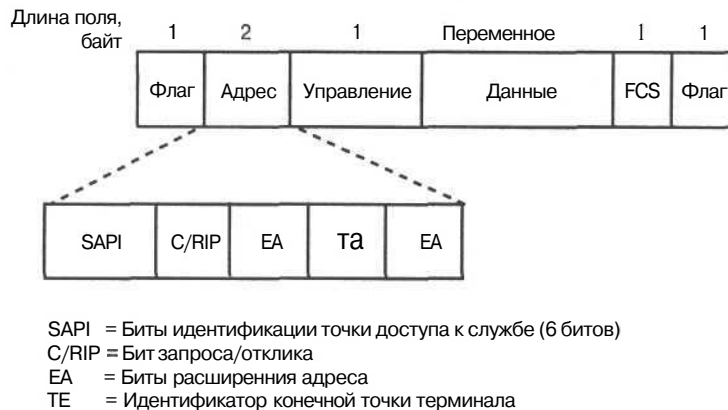 Длина поля,
байт 1 2 1 Переменное 1 1
Флаг Адрес Управление Данные FCS Флаг
SAPI C/RIP EA та EA
SAPI = Биты идентификации точки доступа к службе (6 битов)
C/RIP = Бит запроса/отклика
EA = Биты расширенния адреса
TE = Идентификатор конечной точки терминала